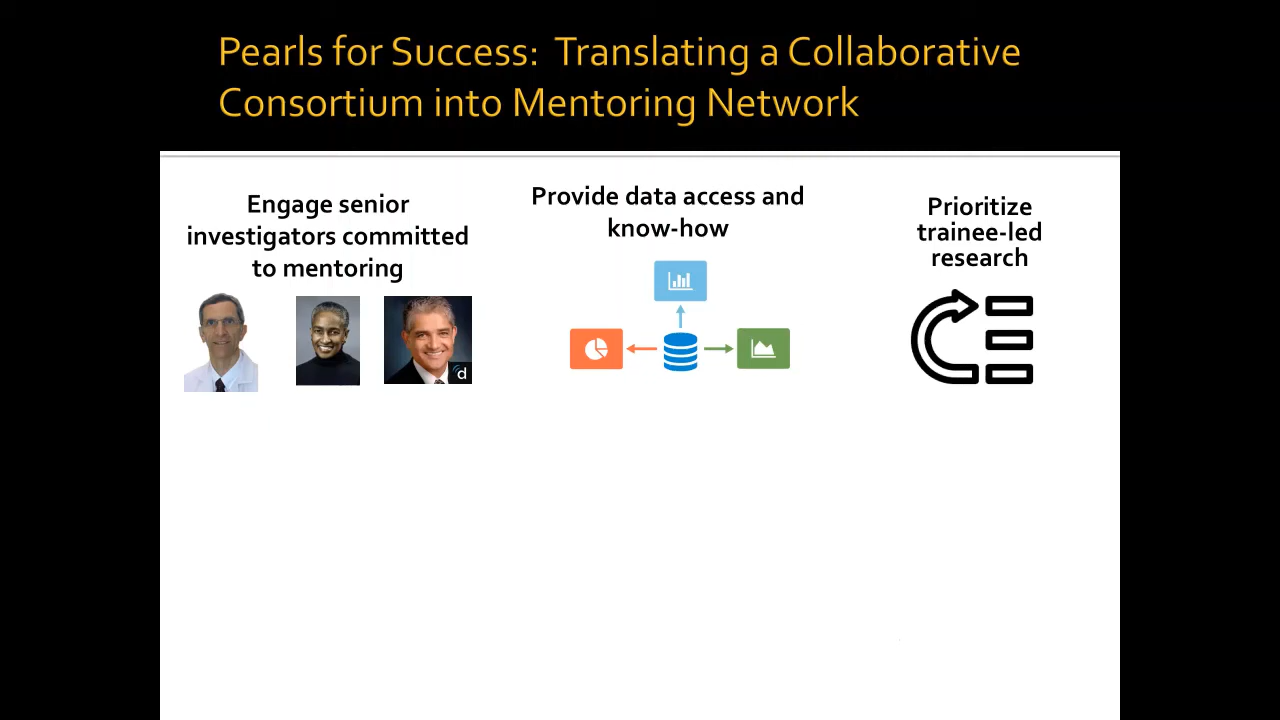 Pearls for Success:  Translating a Collaborative
Consortium into Mentoring Network
Engage senior
investigators committed
to mentoring
Provide data access and
know-how
Prioritize
trainee-led
research
d